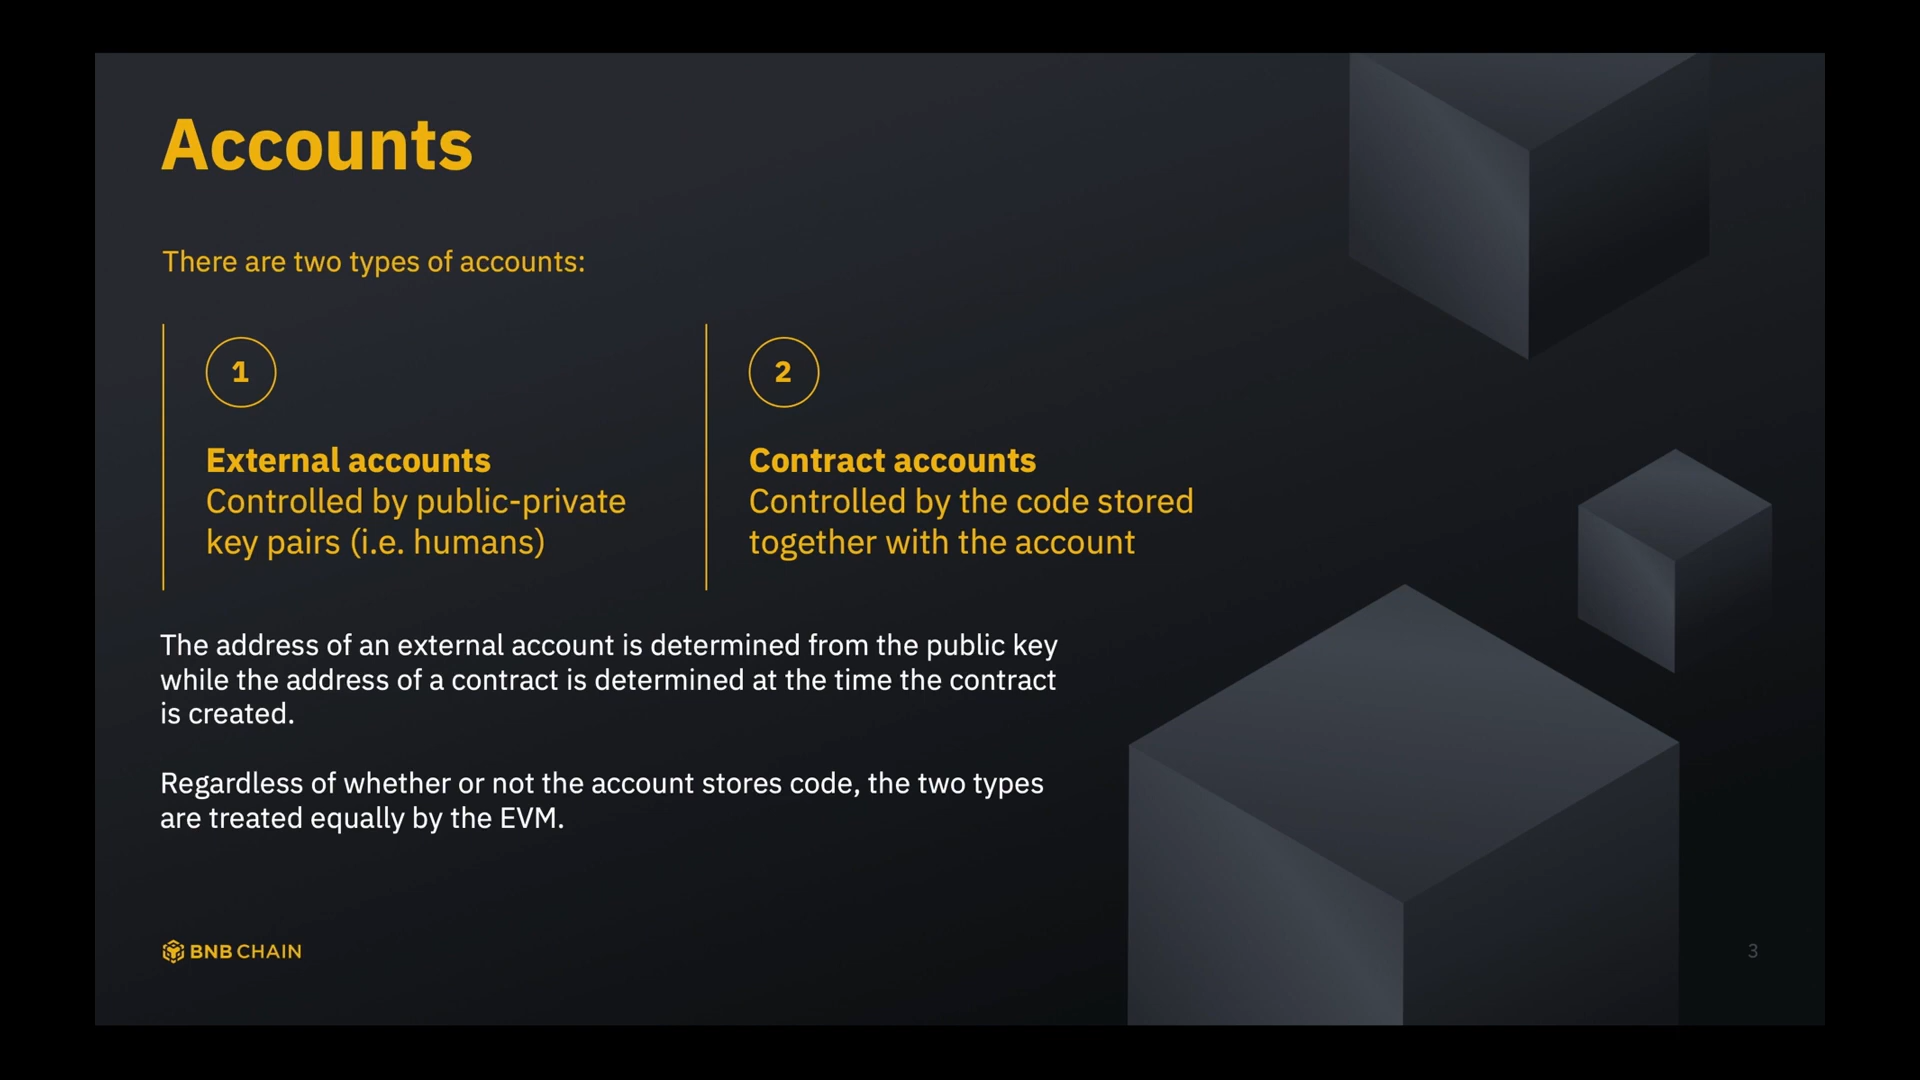 Accounts
There are two types of accounts:
1
External accounts
Controlled by public-private
key pairs (i.e. humans)
2
Contract accounts
Controlled by the code stored
together with the account
The address of an external account is determined from the public key
while the address of a contract is determined at the time the contract
is created.
Regardless of whether or not the account stores code, the two types
are treated equally by the EVM.
BNB CHAIN
3